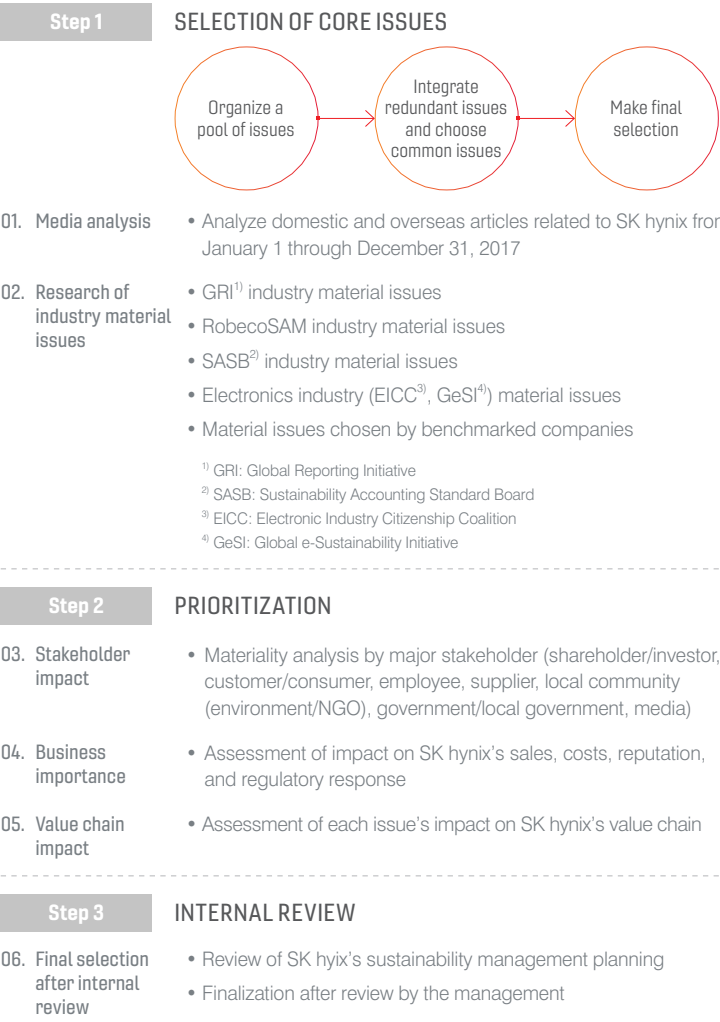 Step 1
SELECTION OF CORE ISSUES
Organize a
pool of issues
Integrate
redundant issues
and choose
common issues
Make final
selection
01. Media analysis
• Analyze domestic and overseas articles related to SK hynix from
January 1 through December 31, 2017
02. Research of
industry material
issues
• GRI1) industry material issues
• RobecoSAM industry material issues
• SASB2) industry material issues
• Electronics industry (EICC3), GeSI4)) material issues
• Material issues chosen by benchmarked companies
1) GRI: Global Reporting Initiative
2) SASB: Sustainability Accounting Standard Board
3) EICC: Electronic Industry Citizenship Coalition
4) GeSI: Global e-Sustainability Initiative
Step 2
PRIORITIZATION
03. Stakeholder
impact
• Materiality analysis by major stakeholder (shareholder/investor,
customer/consumer, employee, supplier, local community
(environment/NGO), government/local government, media)
04. Business
importance
• Assessment of impact on SK hynix's sales, costs, reputation,
and regulatory response
05. Value chain
impact
• Assessment of each issue's impact on SK hynix's value chain
Step 3
INTERNAL REVIEW
06. Final selection
after internal
review
• Review of SK hyix's sustainability management planning
• Finalization after review by the management